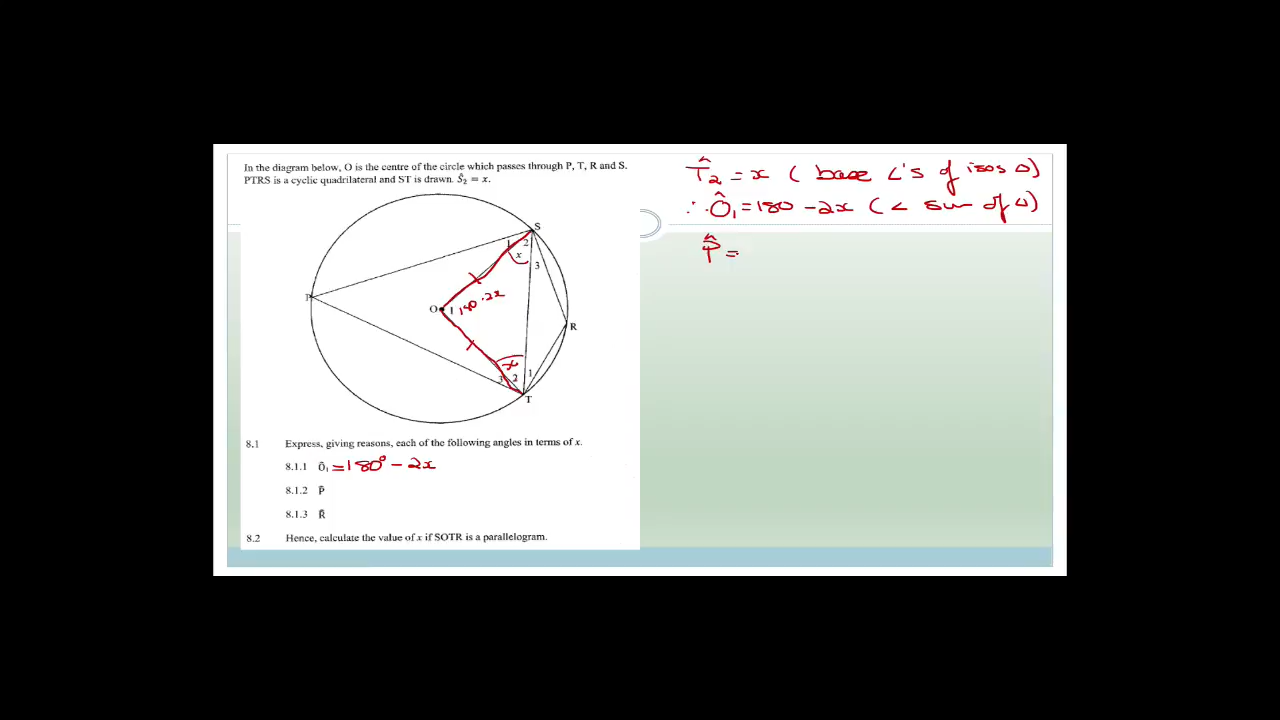 In the diagram below, O is the centre of the circle which passes through P, T, R and S.
PTRS is a cyclic quadrilateral and ST is drawn. Ŝ₂ = x.
S
1 2
x
3
P
O 1 180-2x
R
x
3 2 1
T
8.1 Express, giving reasons, each of the following angles in terms of x.
8.1.1 Ô₁ = 180° - 2x
8.1.2 P̂
8.1.3 R̂
8.2 Hence, calculate the value of x if SOTR is a parallelogram.
T̂₂ = x ( base ∠'s of isos Δ)
∴ Ô₁ = 180 - 2x (∠ sum of Δ)
P̂ =